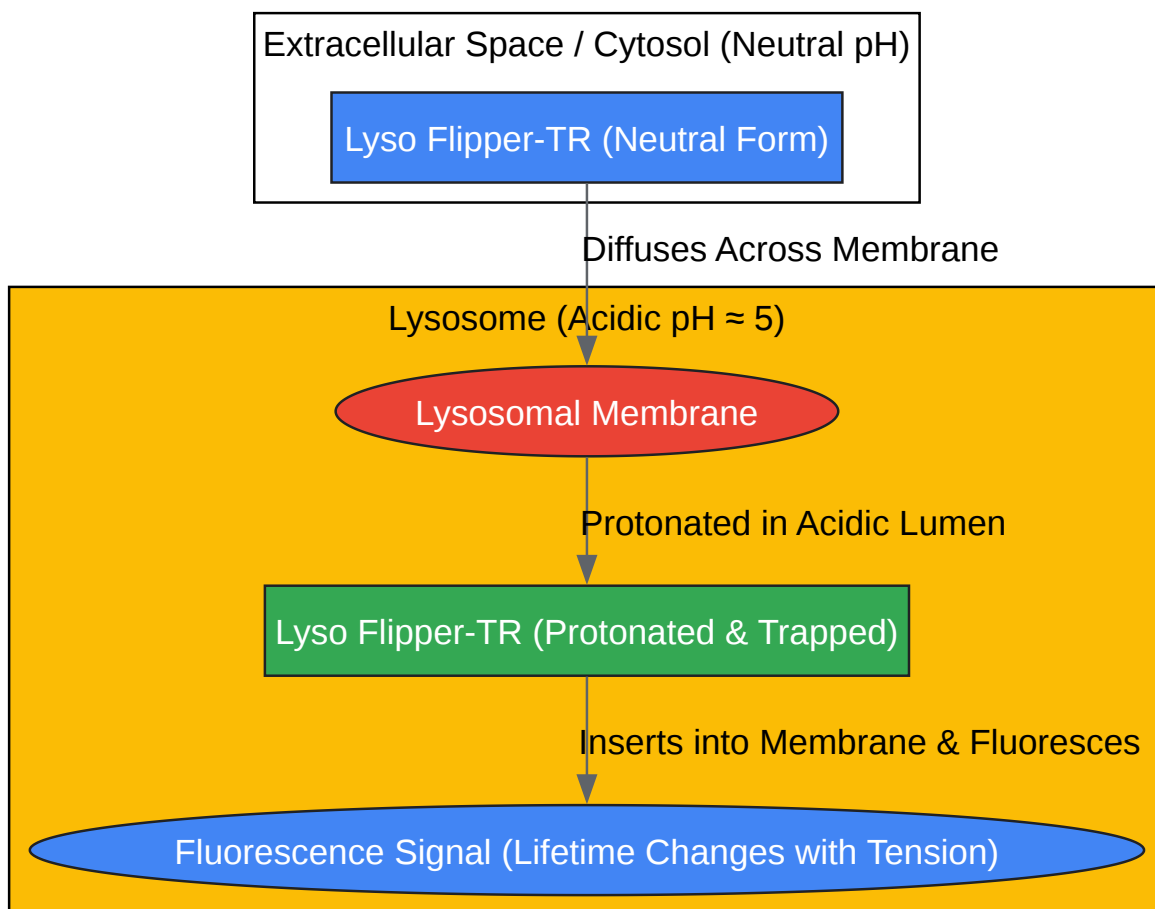 Extracellular Space / Cytosol (Neutral pH)
Lyso Flipper-TR (Neutral Form)
Diffuses Across Membrane
Lysosome (Acidic pH ≈ 5)
Lysosomal Membrane
Protonated in Acidic Lumen
Lyso Flipper-TR (Protonated & Trapped)
Inserts into Membrane & Fluoresces
Fluorescence Signal (Lifetime Changes with Tension)